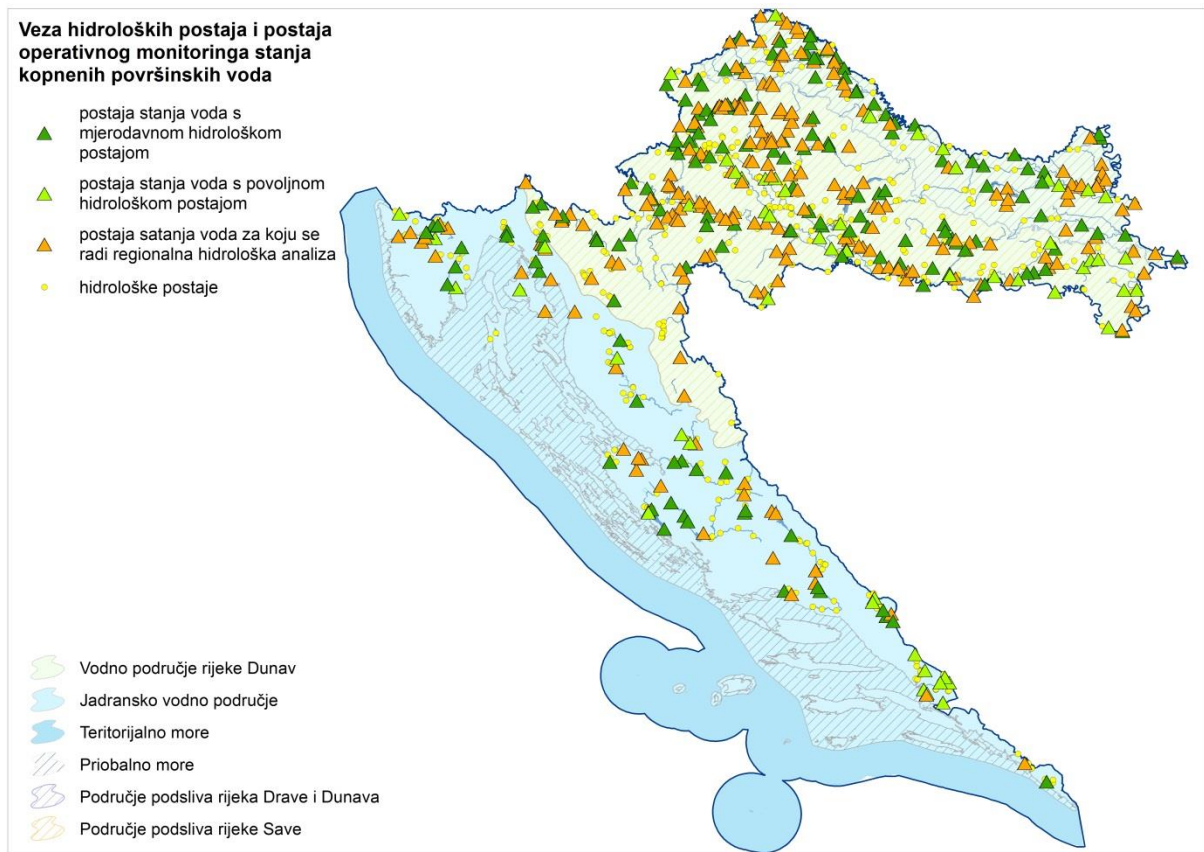 Veza hidroloških postaja i postaja
operativnog monitoringa stanja
kopnenih površinskih voda
postaja stanja voda s
mjerodavnom hidrološkom
postajom
postaja stanja voda s povoljnom
hidrološkom postajom
postaja satanja voda za koju se
radi regionalna hidrološka analiza
hidrološke postaje
Vodno područje rijeke Dunav
Jadransko vodno područje
Teritorijalno more
Priobalno more
Područje podsliva rijeka Drave i Dunava
Područje podsliva rijeke Save